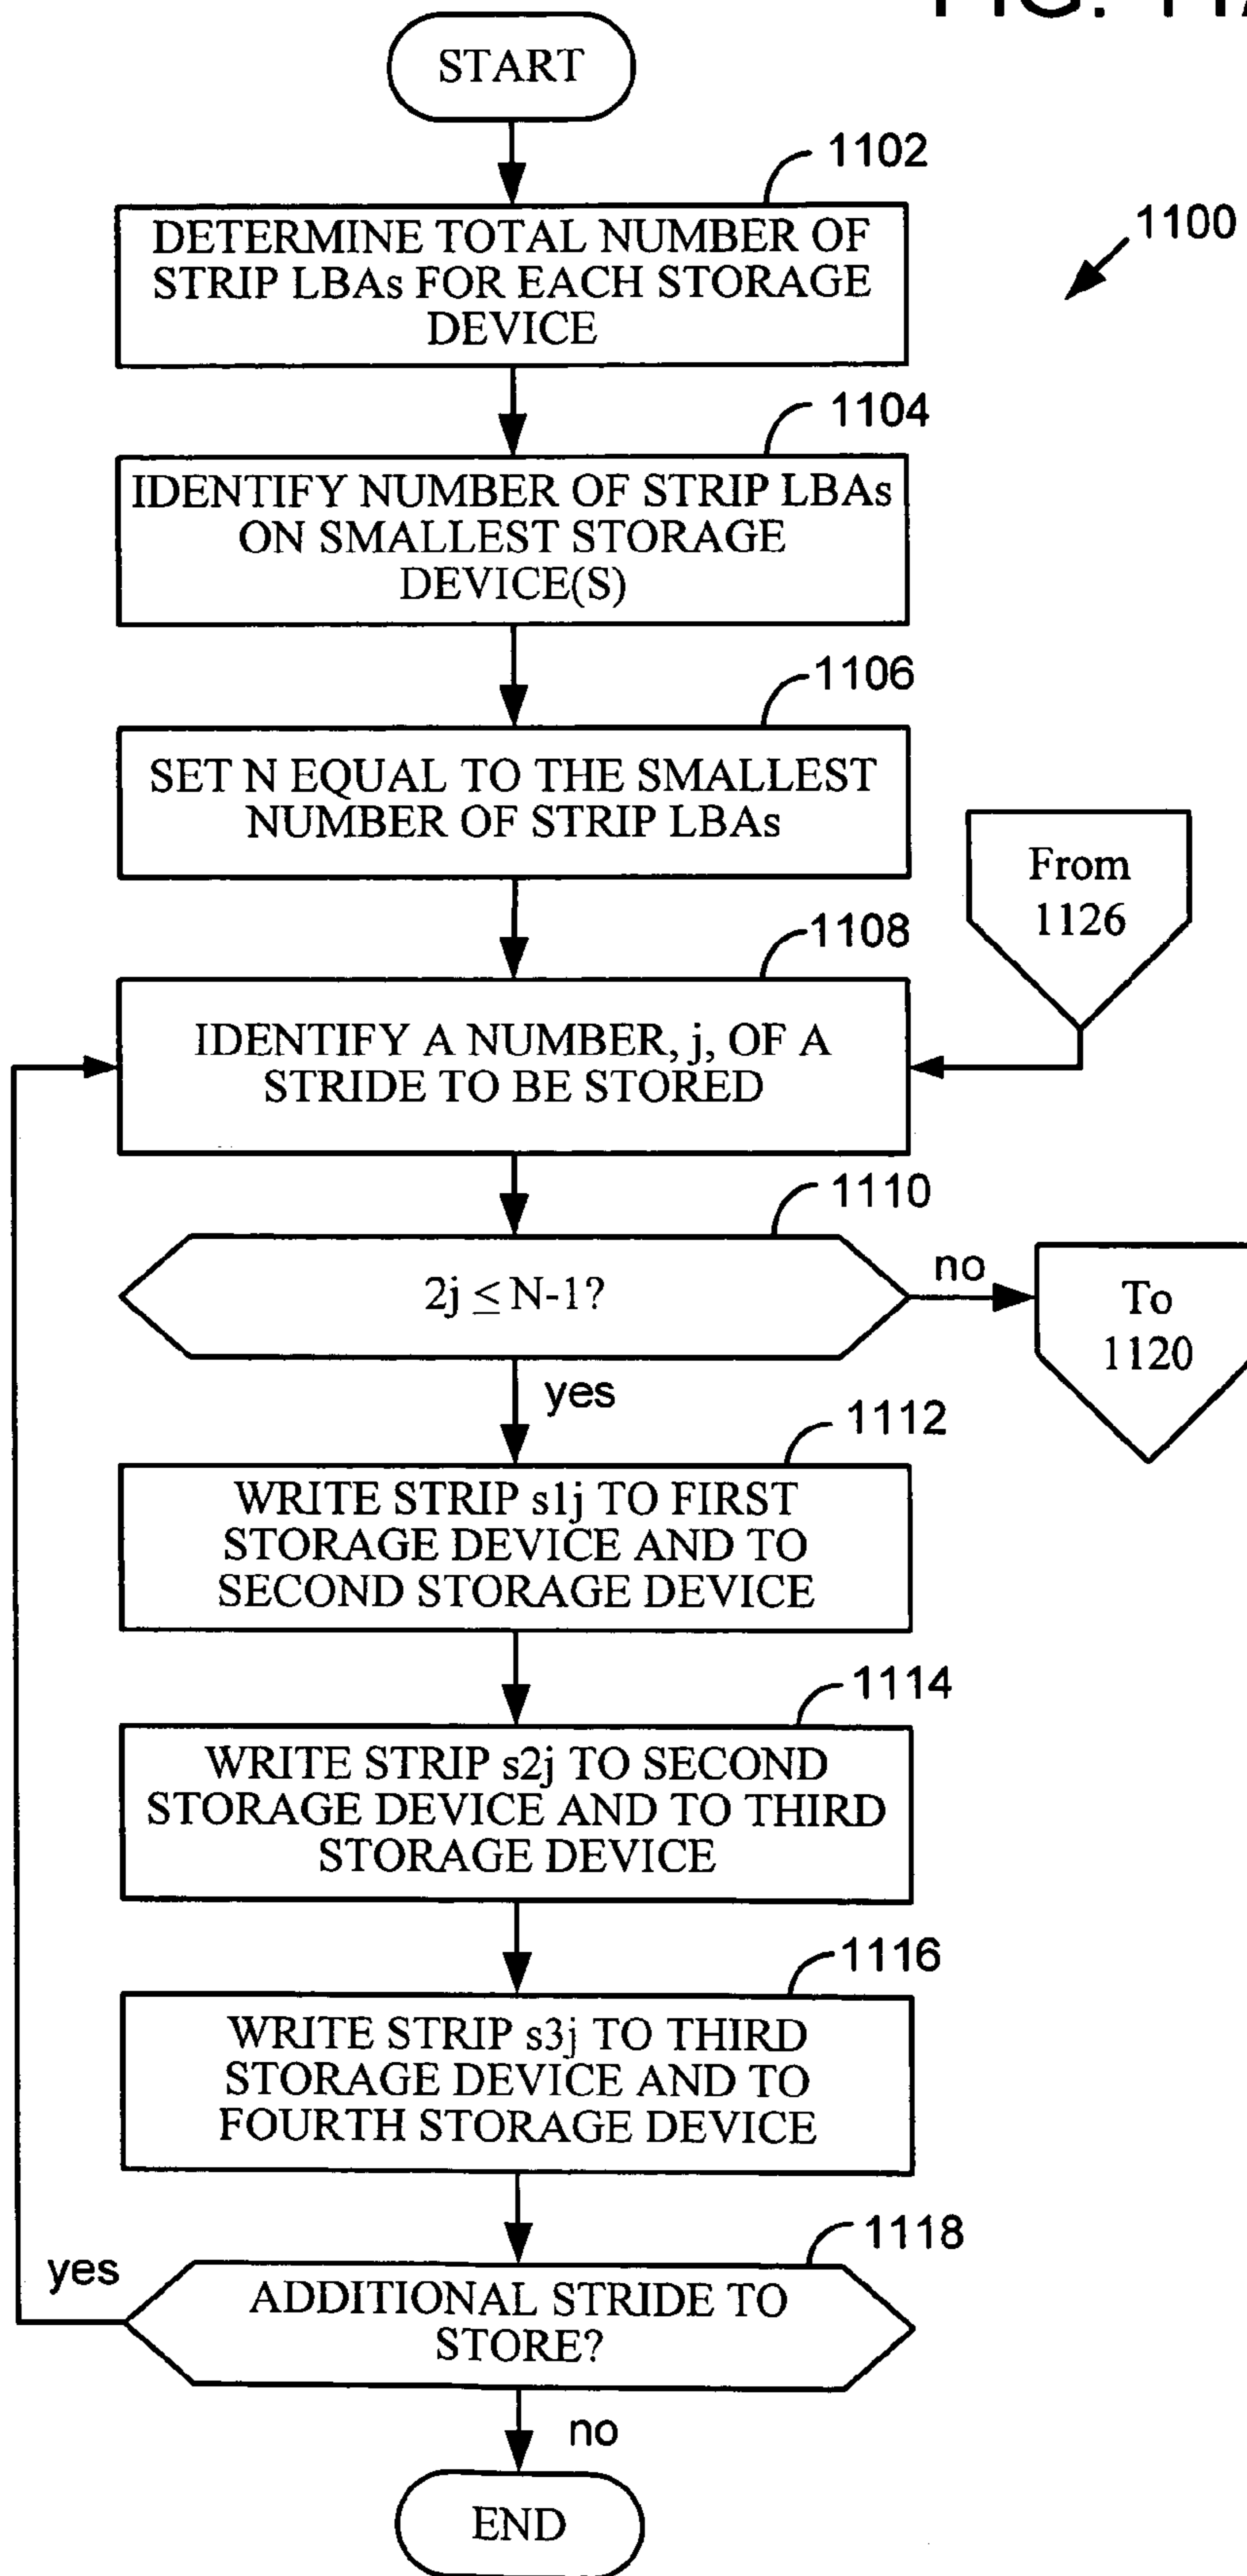 FIG. 11A
START
1102
1100
DETERMINE TOTAL NUMBER OF
STRIP LBAs FOR EACH STORAGE
DEVICE
1104
IDENTIFY NUMBER OF STRIP LBAs
ON SMALLEST STORAGE
DEVICE(S)
1106
SET N EQUAL TO THE SMALLEST
NUMBER OF STRIP LBAs
From
1126
1108
IDENTIFY A NUMBER, j, OF A
STRIDE TO BE STORED
1110
2j ≤ N-1?
no
To
1120
yes
1112
WRITE STRIP s1j TO FIRST
STORAGE DEVICE AND TO
SECOND STORAGE DEVICE
1114
WRITE STRIP s2j TO SECOND
STORAGE DEVICE AND TO THIRD
STORAGE DEVICE
1116
WRITE STRIP s3j TO THIRD
STORAGE DEVICE AND TO
FOURTH STORAGE DEVICE
1118
yes
ADDITIONAL STRIDE TO
STORE?
no
END